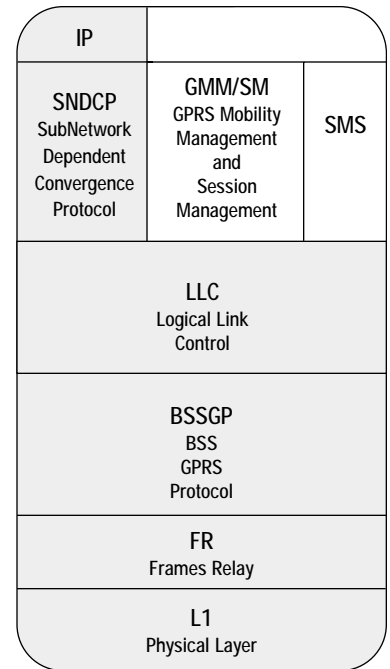 IP
SNDCP
SubNetwork
Dependent
Convergence
Protocol
GMM/SM
GPRS Mobility
Management
and
Session
Management
SMS
LLC
Logical Link
Control
BSSGP
BSS
GPRS
Protocol
FR
Frames Relay
L1
Physical Layer